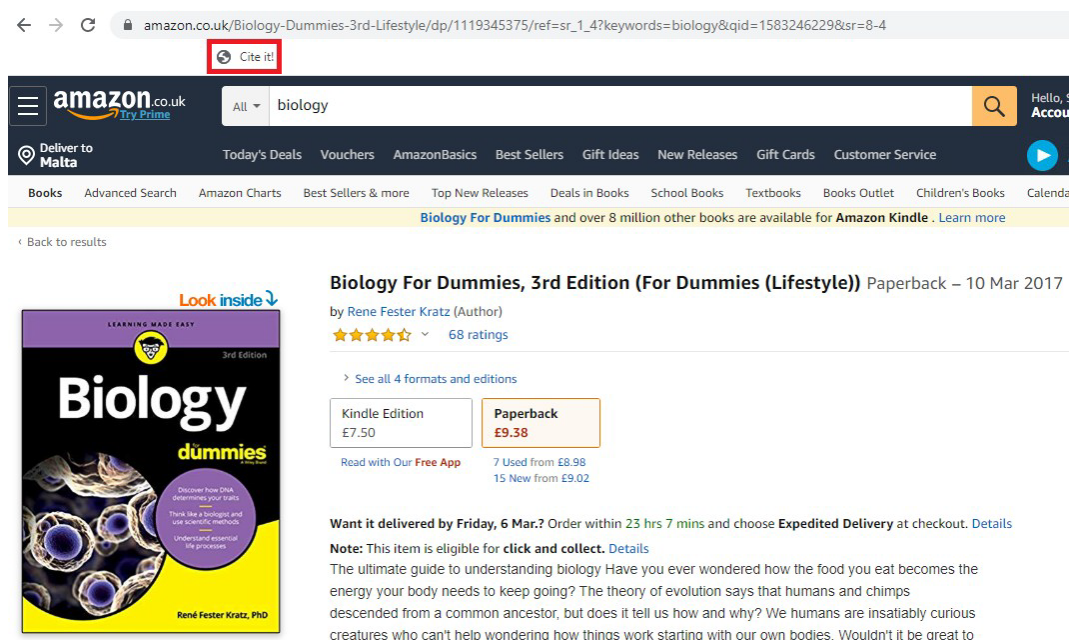 amazon.co.uk/Biology-Dummies-3rd-Lifestyle/dp/1119345375/ref=sr_1_4?keywords=biology&qid=1583246229&sr=8-4
Cite it!
amazon.co.uk
Try Prime
All
biology
Hello, S
Accou
Deliver to
Malta
Today's Deals Vouchers AmazonBasics Best Sellers Gift Ideas New Releases Gift Cards Customer Service
Books Advanced Search Amazon Charts Best Sellers & more Top New Releases Deals in Books School Books Textbooks Books Outlet Children's Books Calenda
Biology For Dummies and over 8 million other books are available for Amazon Kindle . Learn more
‹ Back to results
Look inside
LEARNING MADE EASY
3rd Edition
Biology
for
dummies
A Wiley Brand
Discover how DNA
determines your traits
Think like a biologist and
use scientific methods
Understand essential
life processes
René Fester Kratz, PhD
Biology For Dummies, 3rd Edition (For Dummies (Lifestyle)) Paperback – 10 Mar 2017
by Rene Fester Kratz (Author)
68 ratings
See all 4 formats and editions
Kindle Edition
£7.50
Read with Our Free App
Paperback
£9.38
7 Used from £8.98
15 New from £9.02
Want it delivered by Friday, 6 Mar.? Order within 23 hrs 7 mins and choose Expedited Delivery at checkout. Details
Note: This item is eligible for click and collect. Details
The ultimate guide to understanding biology Have you ever wondered how the food you eat becomes the
energy your body needs to keep going? The theory of evolution says that humans and chimps
descended from a common ancestor, but does it tell us how and why? We humans are insatiably curious
creatures who can't help wondering how things work starting with our own bodies. Wouldn't it be great to